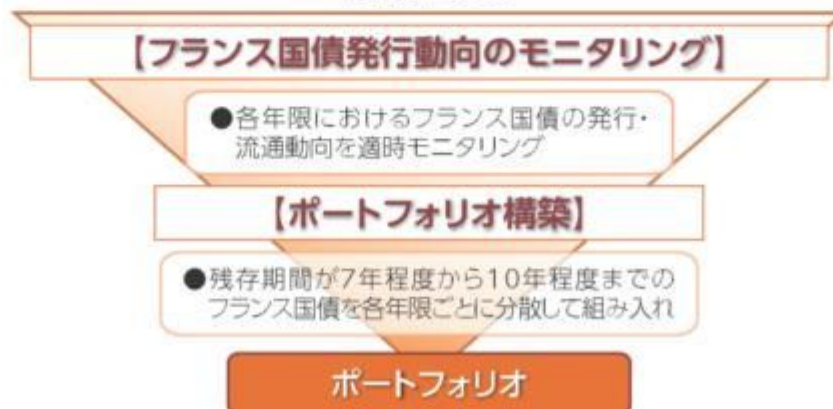 【フランス国債発行動向のモニタリング】
●各年限におけるフランス国債の発行・
流通動向を適時モニタリング
【ポートフォリオ構築】
●残存期間が7年程度から10年程度までの
フランス国債を各年限ごとに分散して組み入れ
ポートフォリオ